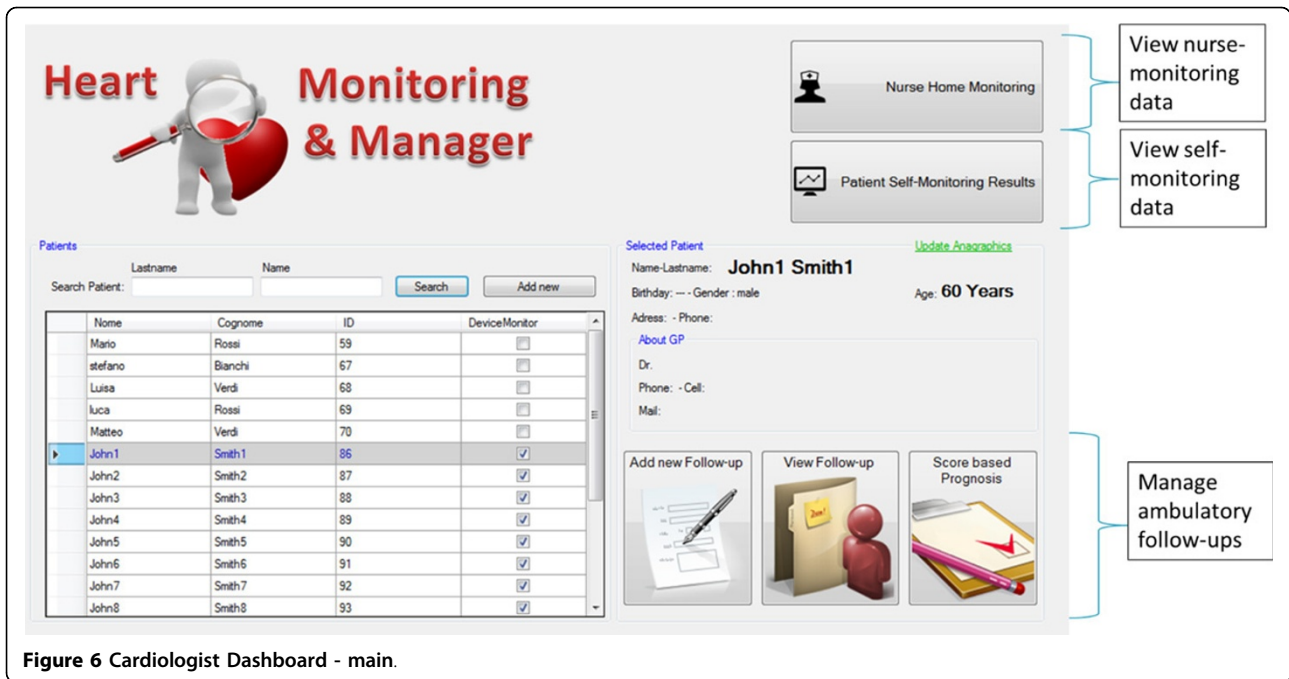 Heart Monitoring
& Manager
Nurse Home Monitoring
Patient Self-Monitoring Results
View nurse-
monitoring
data
View self-
monitoring
data
Patients
Lastname Name
Search Patient: Search Add new
Nome Cognome ID DeviceMonitor
Mario Rossi 59
stefano Bianchi 67
Luisa Verdi 68
luca Rossi 69
Matteo Verdi 70
John1 Smith1 86
John2 Smith2 87
John3 Smith3 88
John4 Smith4 89
John5 Smith5 90
John6 Smith6 91
John7 Smith7 92
John8 Smith8 93
Selected Patient Update Anagraphics
Name-Lastname: John1 Smith1
Birthday: --- - Gender : male Age: 60 Years
Adress: - Phone:
About GP
Dr.
Phone: - Cell:
Mail:
Add new Follow-up
View Follow-up
Score based
Prognosis
Manage
ambulatory
follow-ups
Figure 6 Cardiologist Dashboard - main.